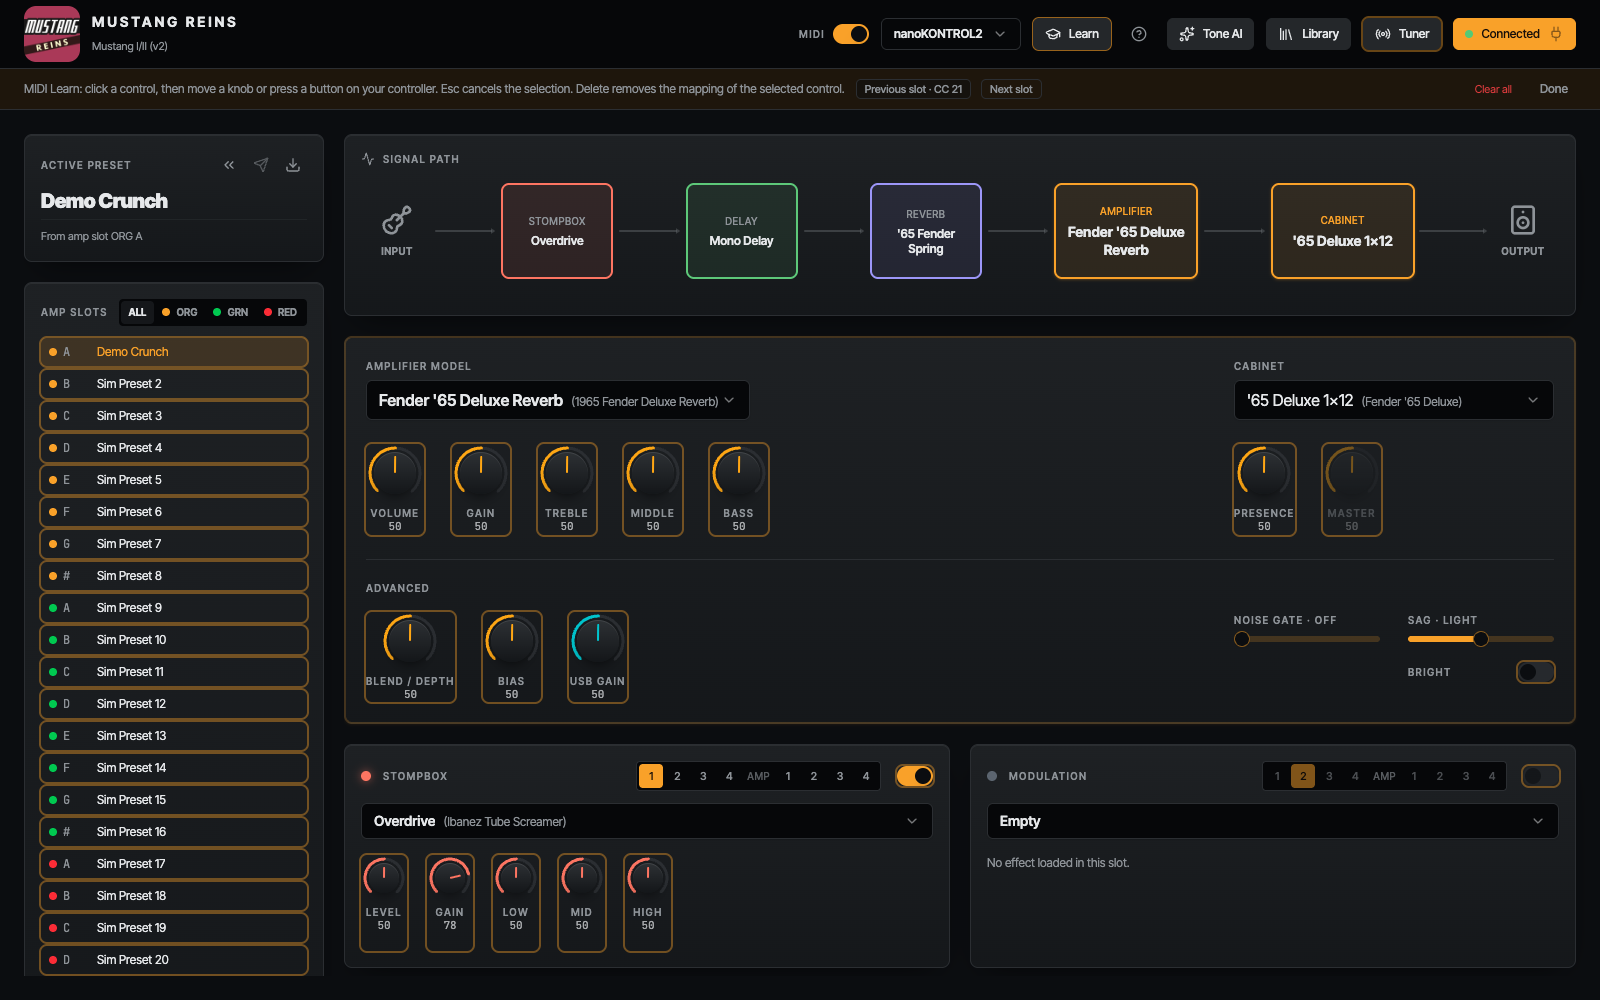 MUSTANG
REINS
MUSTANG REINS
Mustang I/II (v2)
MIDI
nanoKONTROL2
Learn
Tone AI
Library
Tuner
Connected
MIDI Learn: click a control, then move a knob or press a button on your controller. Esc cancels the selection. Delete removes the mapping of the selected control.
Previous slot · CC 21
Next slot
Clear all
Done
ACTIVE PRESET
Demo Crunch
From amp slot ORG A
AMP SLOTS
ALL
ORG
GRN
RED
A Demo Crunch
B Sim Preset 2
C Sim Preset 3
D Sim Preset 4
E Sim Preset 5
F Sim Preset 6
G Sim Preset 7
# Sim Preset 8
A Sim Preset 9
B Sim Preset 10
C Sim Preset 11
D Sim Preset 12
E Sim Preset 13
F Sim Preset 14
G Sim Preset 15
# Sim Preset 16
A Sim Preset 17
B Sim Preset 18
C Sim Preset 19
D Sim Preset 20
SIGNAL PATH
INPUT
STOMPBOX
Overdrive
DELAY
Mono Delay
REVERB
'65 Fender
Spring
AMPLIFIER
Fender '65 Deluxe
Reverb
CABINET
'65 Deluxe 1×12
OUTPUT
AMPLIFIER MODEL
Fender '65 Deluxe Reverb (1965 Fender Deluxe Reverb)
CABINET
'65 Deluxe 1×12 (Fender '65 Deluxe)
VOLUME
50
GAIN
50
TREBLE
50
MIDDLE
50
BASS
50
PRESENCE
50
MASTER
50
ADVANCED
BLEND / DEPTH
50
BIAS
50
USB GAIN
50
NOISE GATE · OFF
SAG · LIGHT
BRIGHT
STOMPBOX
1 2 3 4 AMP 1 2 3 4
Overdrive (Ibanez Tube Screamer)
LEVEL
50
GAIN
78
LOW
50
MID
50
HIGH
50
MODULATION
1 2 3 4 AMP 1 2 3 4
Empty
No effect loaded in this slot.